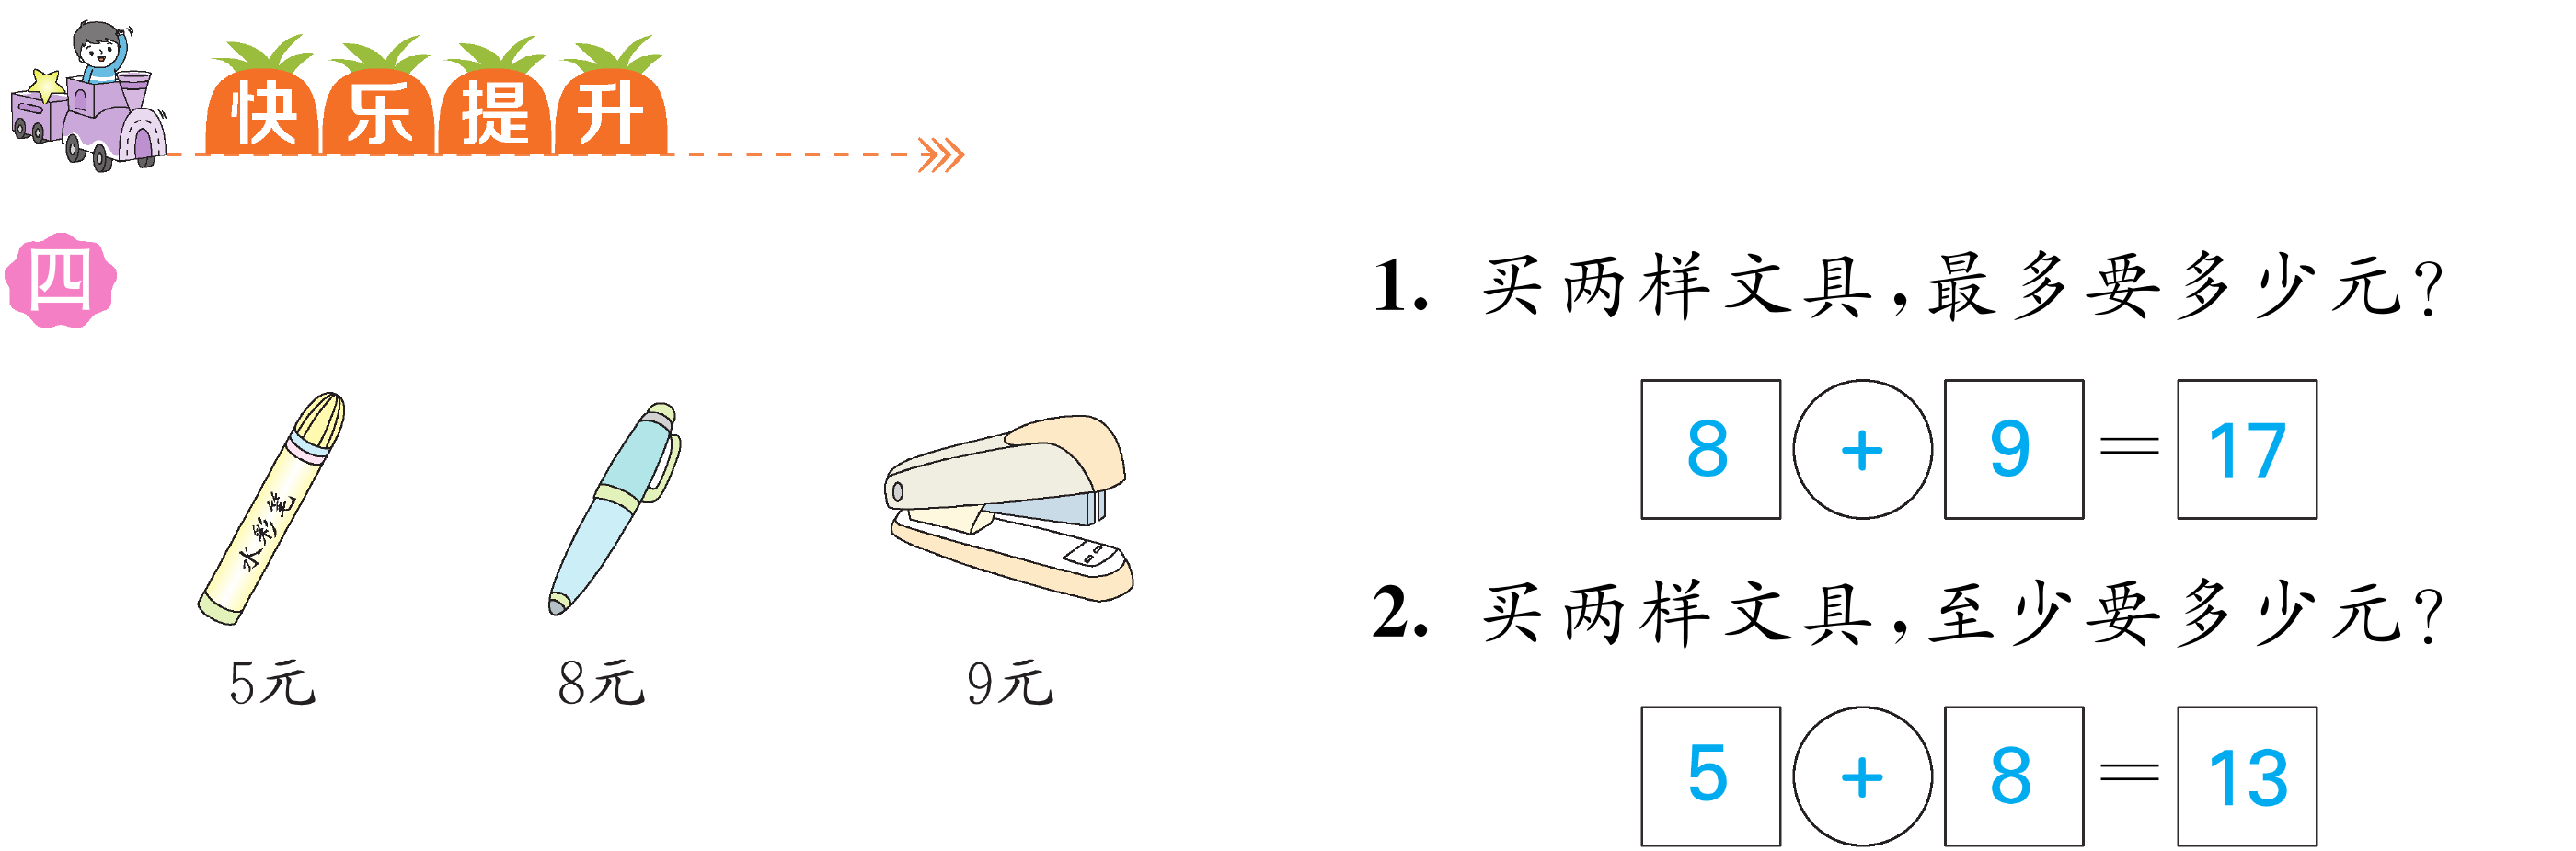 快乐提升
四
水彩笔
5元 8元 9元
1. 买两样文具,最多要多少元?
8 + 9 = 17
2. 买两样文具,至少要多少元?
5 + 8 = 13